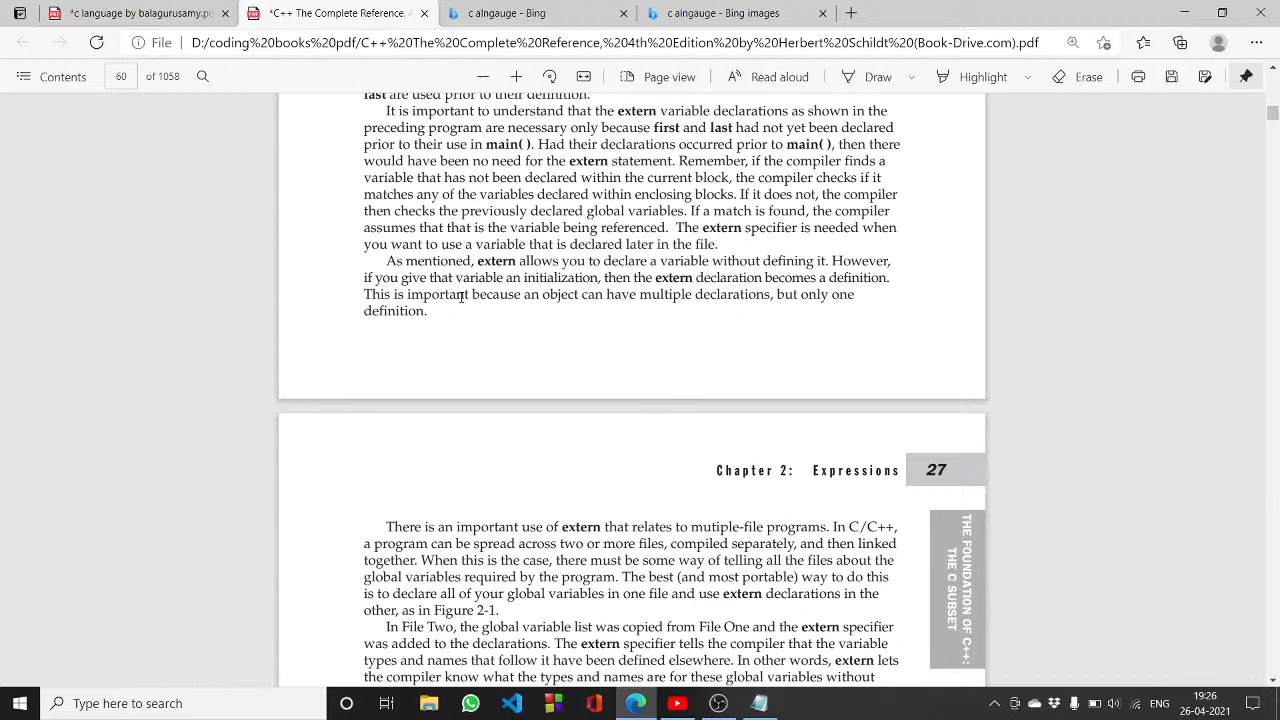 *c language by balagurusamy.pd
*C++ The Complete Reference, 4
c alngauge - Bing
c alngauge - Bing images
File
D:/coding%20books%20pdf/C++%20The%20Complete%20Reference,%204th%20Edition%20by%20Herbert%20Schildt%20(Book-Drive.com).pdf
Contents
60
of 1058
Page view
Read aloud
Draw
Highlight
Erase
last are used prior to their definition.
It is important to understand that the extern variable declarations as shown in the
preceding program are necessary only because first and last had not yet been declared
prior to their use in main( ). Had their declarations occurred prior to main( ), then there
would have been no need for the extern statement. Remember, if the compiler finds a
variable that has not been declared within the current block, the compiler checks if it
matches any of the variables declared within enclosing blocks. If it does not, the compiler
then checks the previously declared global variables. If a match is found, the compiler
assumes that that is the variable being referenced. The extern specifier is needed when
you want to use a variable that is declared later in the file.
As mentioned, extern allows you to declare a variable without defining it. However,
if you give that variable an initialization, then the extern declaration becomes a definition.
This is important because an object can have multiple declarations, but only one
definition.
Chapter 2: Expressions
27
THE FOUNDATION OF C++:
THE C SUBSET
There is an important use of extern that relates to mutiple-file programs. In C/C++,
a program can be spread across two or more files, compiled separately, and then linked
together. When this is the case, there must be some way of telling all the files about the
global variables required by the program. The best (and most portable) way to do this
is to declare all of your global variables in one file and use extern declarations in the
other, as in Figure 2-1.
In File Two, the global variable list was copied from File One and the extern specifier
was added to the declarations. The extern specifier tells the compiler that the variable
types and names that follow it have been defined elsewhere. In other words, extern lets
the compiler know what the types and names are for these global variables without
Type here to search
ENG
19:26
26-04-2021